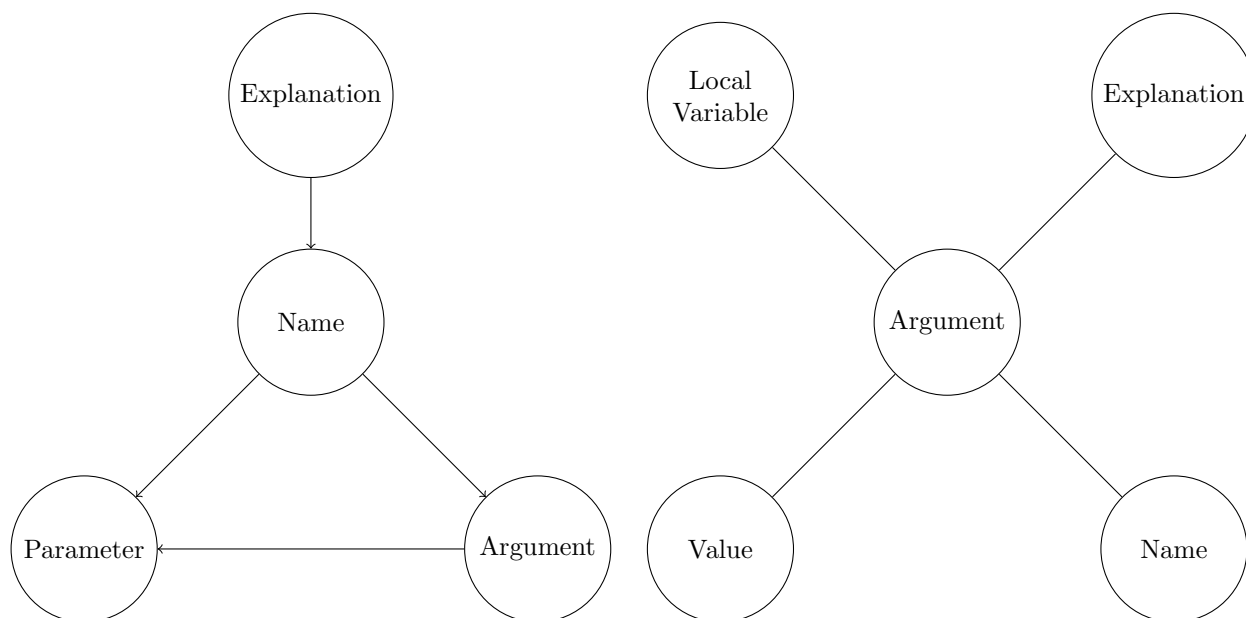 Explanation
Name
Parameter
Argument
Local
Variable
Explanation
Argument
Value
Name